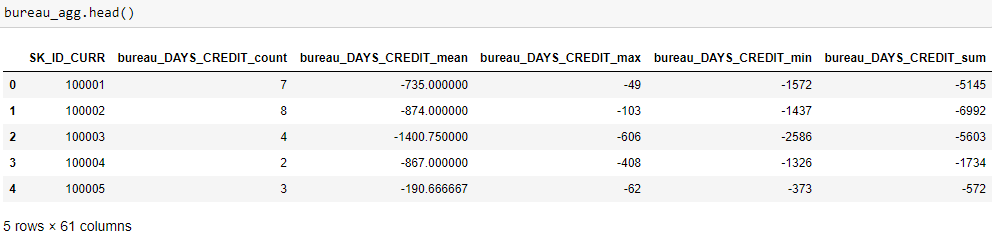 bureau_agg.head()
SK_ID_CURR bureau_DAYS_CREDIT_count bureau_DAYS_CREDIT_mean bureau_DAYS_CREDIT_max bureau_DAYS_CREDIT_min bureau_DAYS_CREDIT_sum
0 100001 7 -735.000000 -49 -1572 -5145
1 100002 8 -874.000000 -103 -1437 -6992
2 100003 4 -1400.750000 -606 -2586 -5603
3 100004 2 -867.000000 -408 -1326 -1734
4 100005 3 -190.666667 -62 -373 -572
5 rows × 61 columns